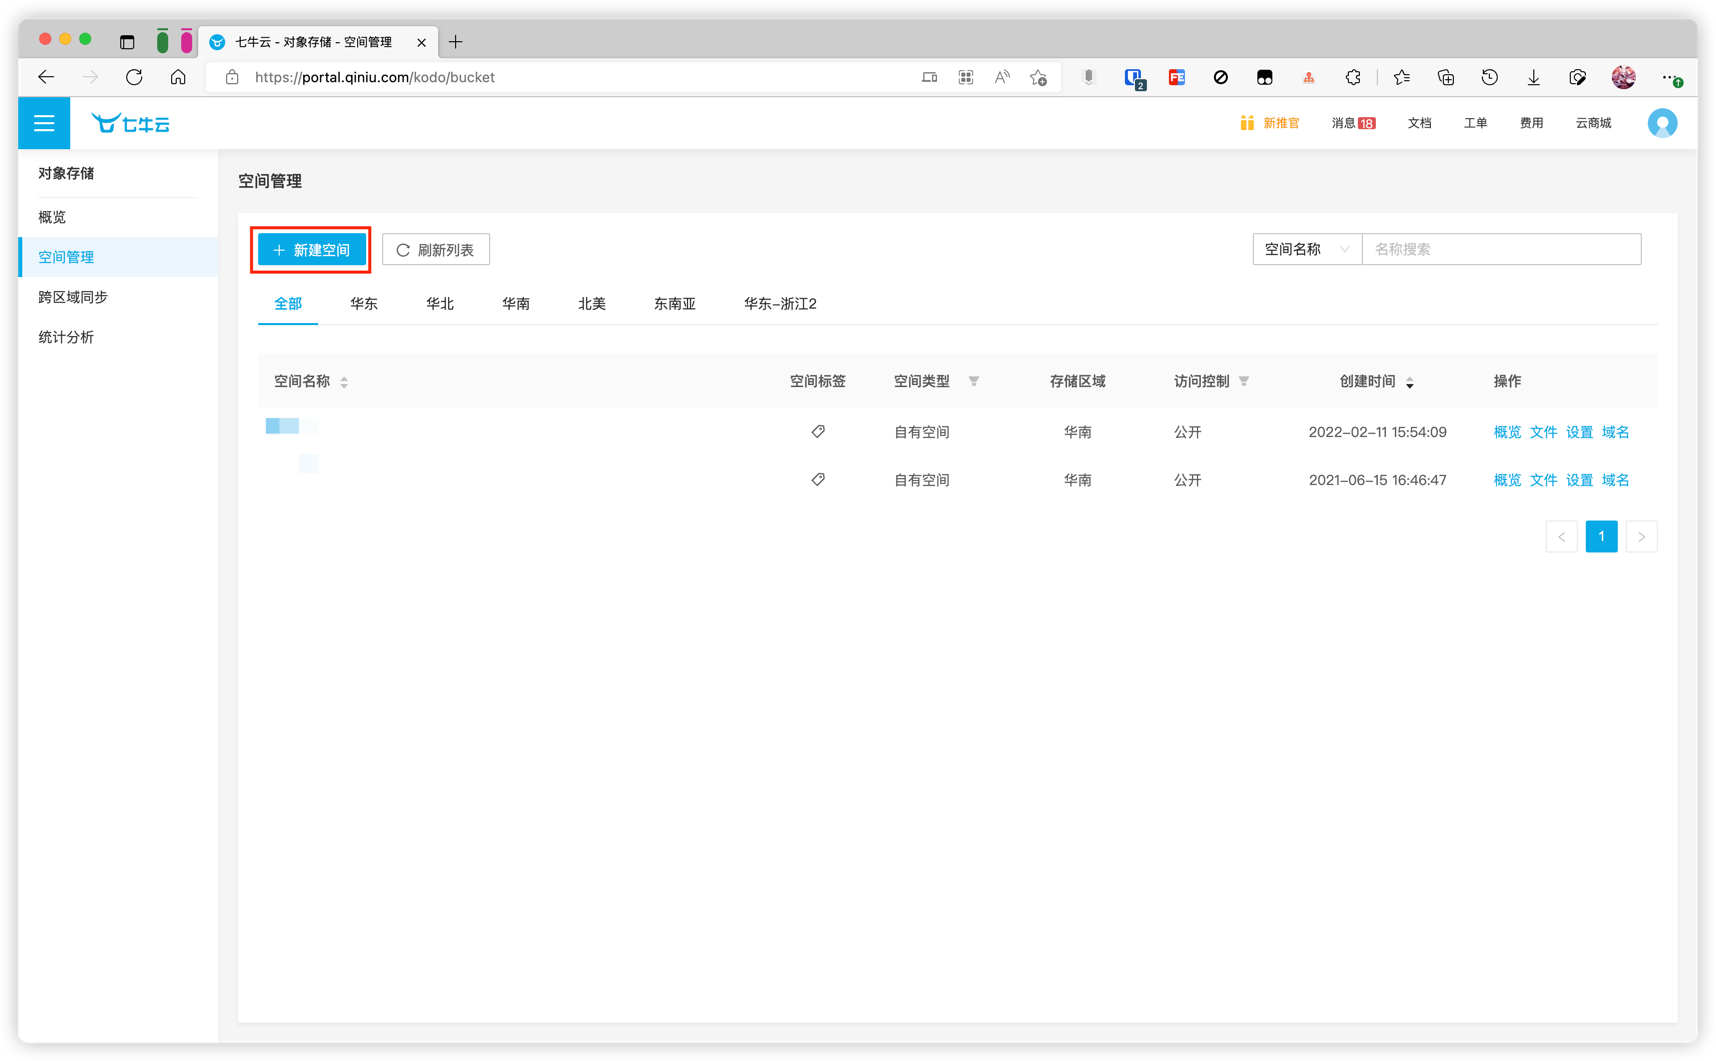 七牛云 - 对象存储 - 空间管理
https://portal.qiniu.com/kodo/bucket
2
七牛云
新推官 消息 18 文档 工单 费用 云商城
对象存储
概览
空间管理
跨区域同步
统计分析
空间管理
新建空间 刷新列表 空间名称 名称搜索
全部 华东 华北 华南 北美 东南亚 华东-浙江2
空间名称 空间标签 空间类型 存储区域 访问控制 创建时间 操作
自有空间 华南 公开 2022-02-11 15:54:09 概览 文件 设置 域名
自有空间 华南 公开 2021-06-15 16:46:47 概览 文件 设置 域名
< 1 >